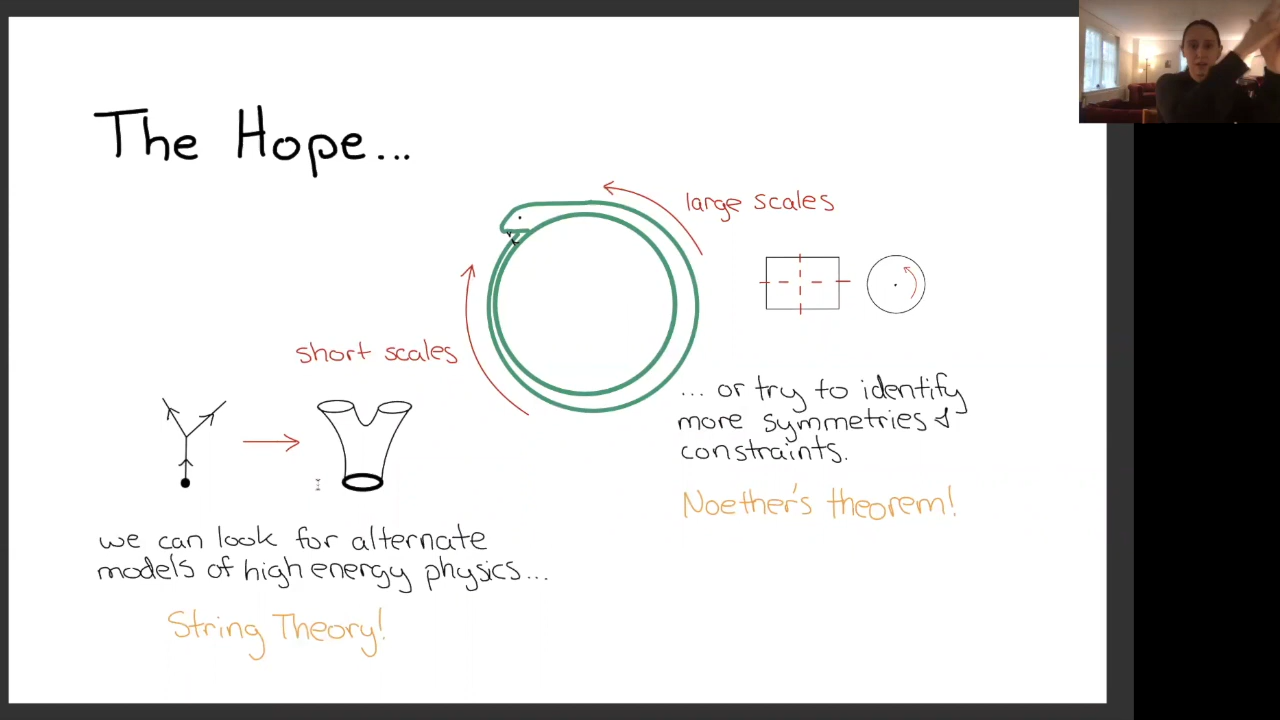 The Hope...
large scales
short scales
... or try to identify
more symmetries &
constraints.
Noether's theorem!
we can look for alternate
models of high energy physics...
String Theory!